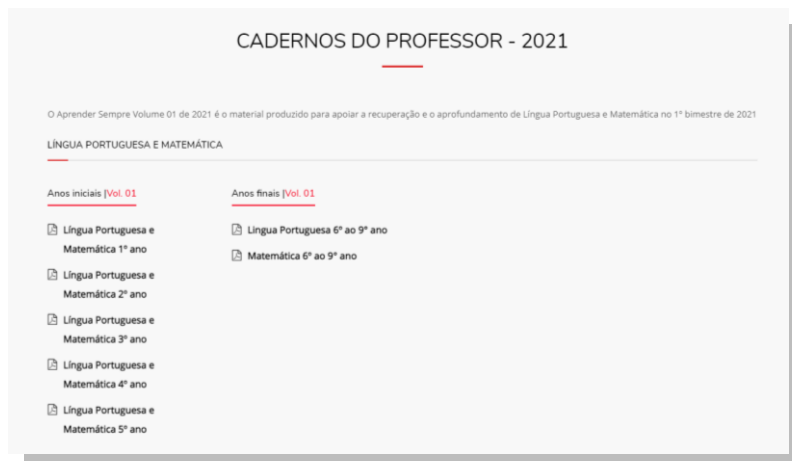 CADERNOS DO PROFESSOR - 2021
O Aprender Sempre Volume 01 de 2021 é o material produzido para apoiar a recuperação e o aprofundamento de Língua Portuguesa e Matemática no 1º bimestre de 2021
LÍNGUA PORTUGUESA E MATEMÁTICA
Anos iniciais |Vol. 01
Língua Portuguesa e
Matemática 1º ano
Língua Portuguesa e
Matemática 2º ano
Língua Portuguesa e
Matemática 3º ano
Língua Portuguesa e
Matemática 4º ano
Língua Portuguesa e
Matemática 5º ano
Anos finais |Vol. 01
Lingua Portuguesa 6º ao 9º ano
Matemática 6º ao 9º ano